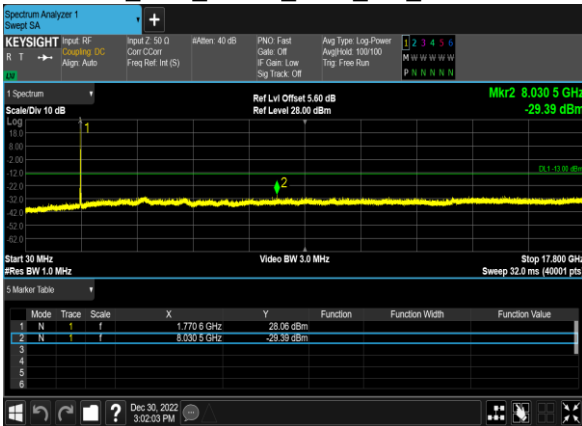 Spectrum Analyzer 1
Swept SA
+
KEYSIGHT Input: RF Input Z: 50 Ω #Atten: 40 dB PNO: Fast Avg Type: Log-Power 1 2 3 4 5 6
R T Coupling: DC Corr CCorr Gate: Off Avg|Hold: 100/100 M W W W W W
Align: Auto Freq Ref: Int (S) IF Gain: Low Trig: Free Run
LXI Sig Track: Off P N N N N N
1 Spectrum Ref Lvl Offset 5.60 dB Mkr2 8.030 5 GHz
Scale/Div 10 dB Ref Level 28.00 dBm -29.39 dBm
Log
18.0
8.00
-2.00
-12.0 DL1 -13.00 dBm
-22.0
-32.0
-42.0
-52.0
-62.0
1
2
Start 30 MHz Video BW 3.0 MHz Stop 17.800 GHz
#Res BW 1.0 MHz Sweep 32.0 ms (40001 pts
5 Marker Table
Mode Trace Scale X Y Function Function Width Function Value
1 N 1 f 1.770 6 GHz 28.06 dBm
2 N 1 f 8.030 5 GHz -29.39 dBm
3
4
5
6
? Dec 30, 2022
3:02:03 PM